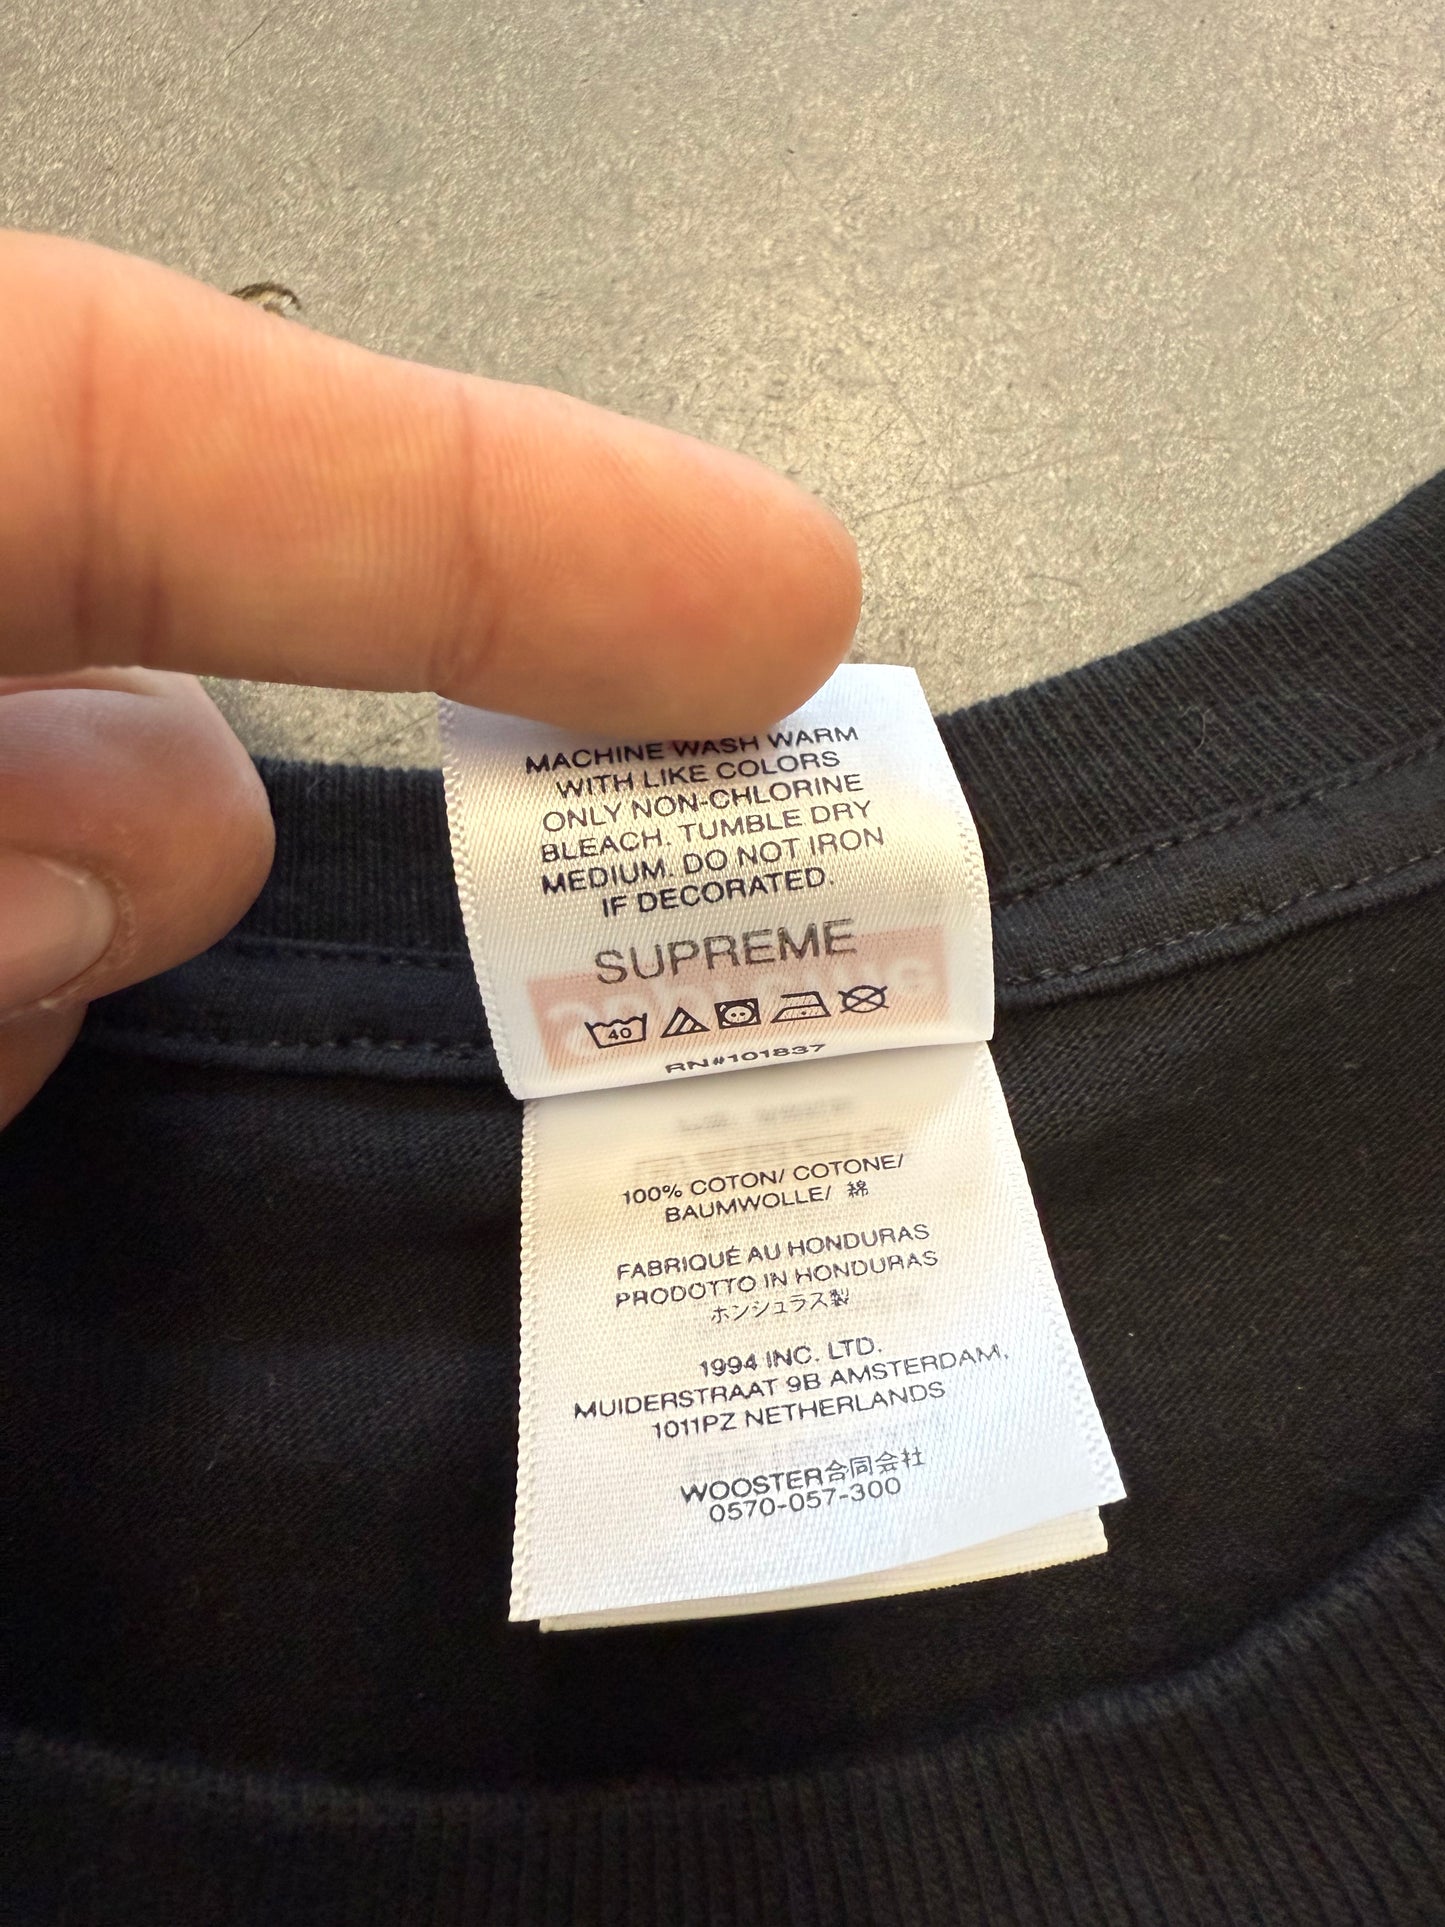 MACHINE WASH WARM
WITH LIKE COLORS
ONLY NON-CHLORINE
BLEACH. TUMBLE DRY
MEDIUM. DO NOT IRON
IF DECORATED.
SUPREME
40
RN#101837
100% COTON/ COTONE/
BAUMWOLLE/ 綿
FABRIQUÉ AU HONDURAS
PRODOTTO IN HONDURAS
ホンジュラス製
1994 INC. LTD.
MUIDERSTRAAT 9B AMSTERDAM,
1011PZ NETHERLANDS
WOOSTER合同会社
0570-057-300